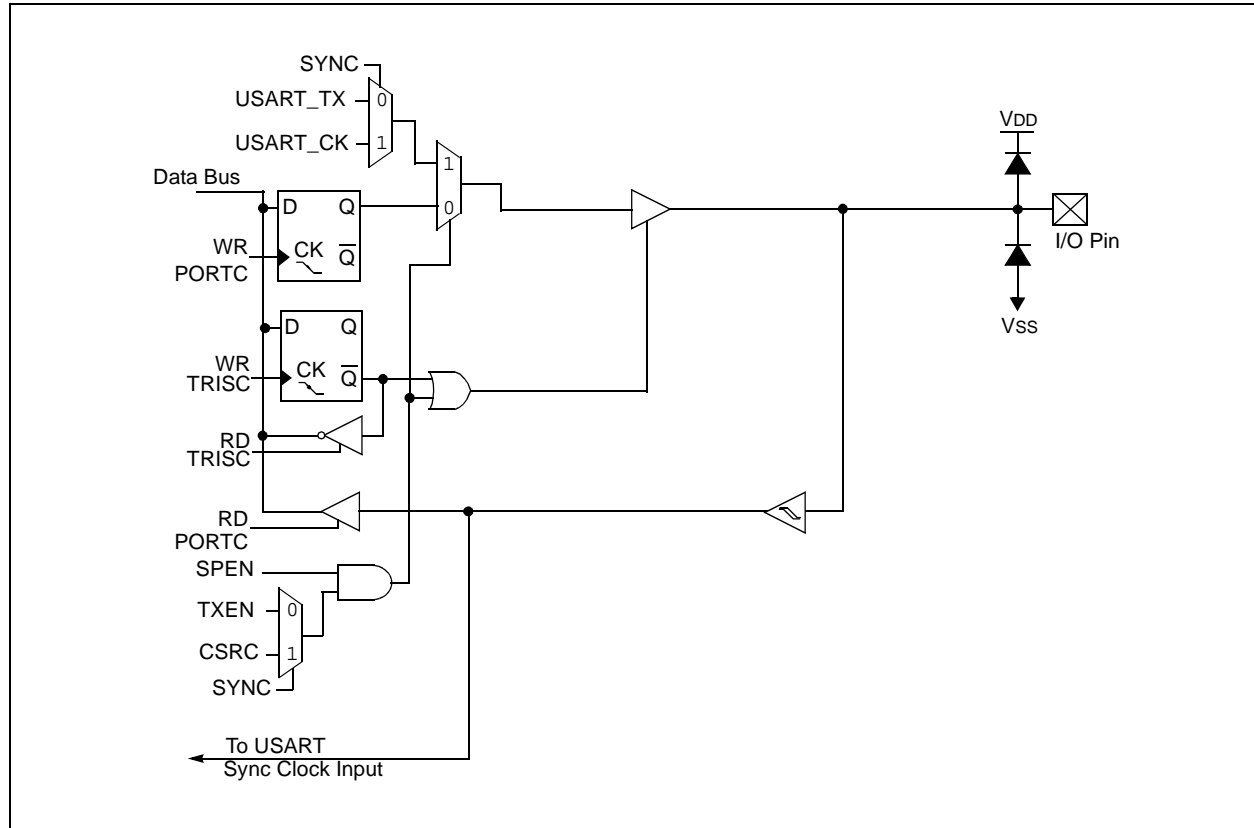 SYNC
USART_TX
0
USART_CK
1
1
0
Data Bus
D
Q
WR
PORTC
CK
Q̅
D
Q
WR
TRISC
CK
Q̅
RD
TRISC
RD
PORTC
SPEN
TXEN
0
CSRC
1
SYNC
To USART
Sync Clock Input
VDD
I/O Pin
VSS